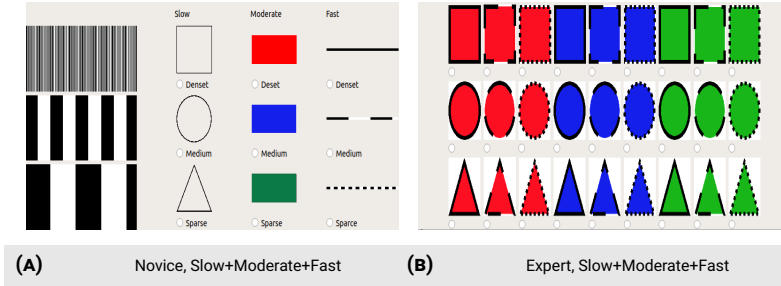 Slow Moderate Fast
Denset Deset Denset
Medium Medium Medium
Sparse Sparse Sparce
(A) Novice, Slow+Moderate+Fast (B) Expert, Slow+Moderate+Fast